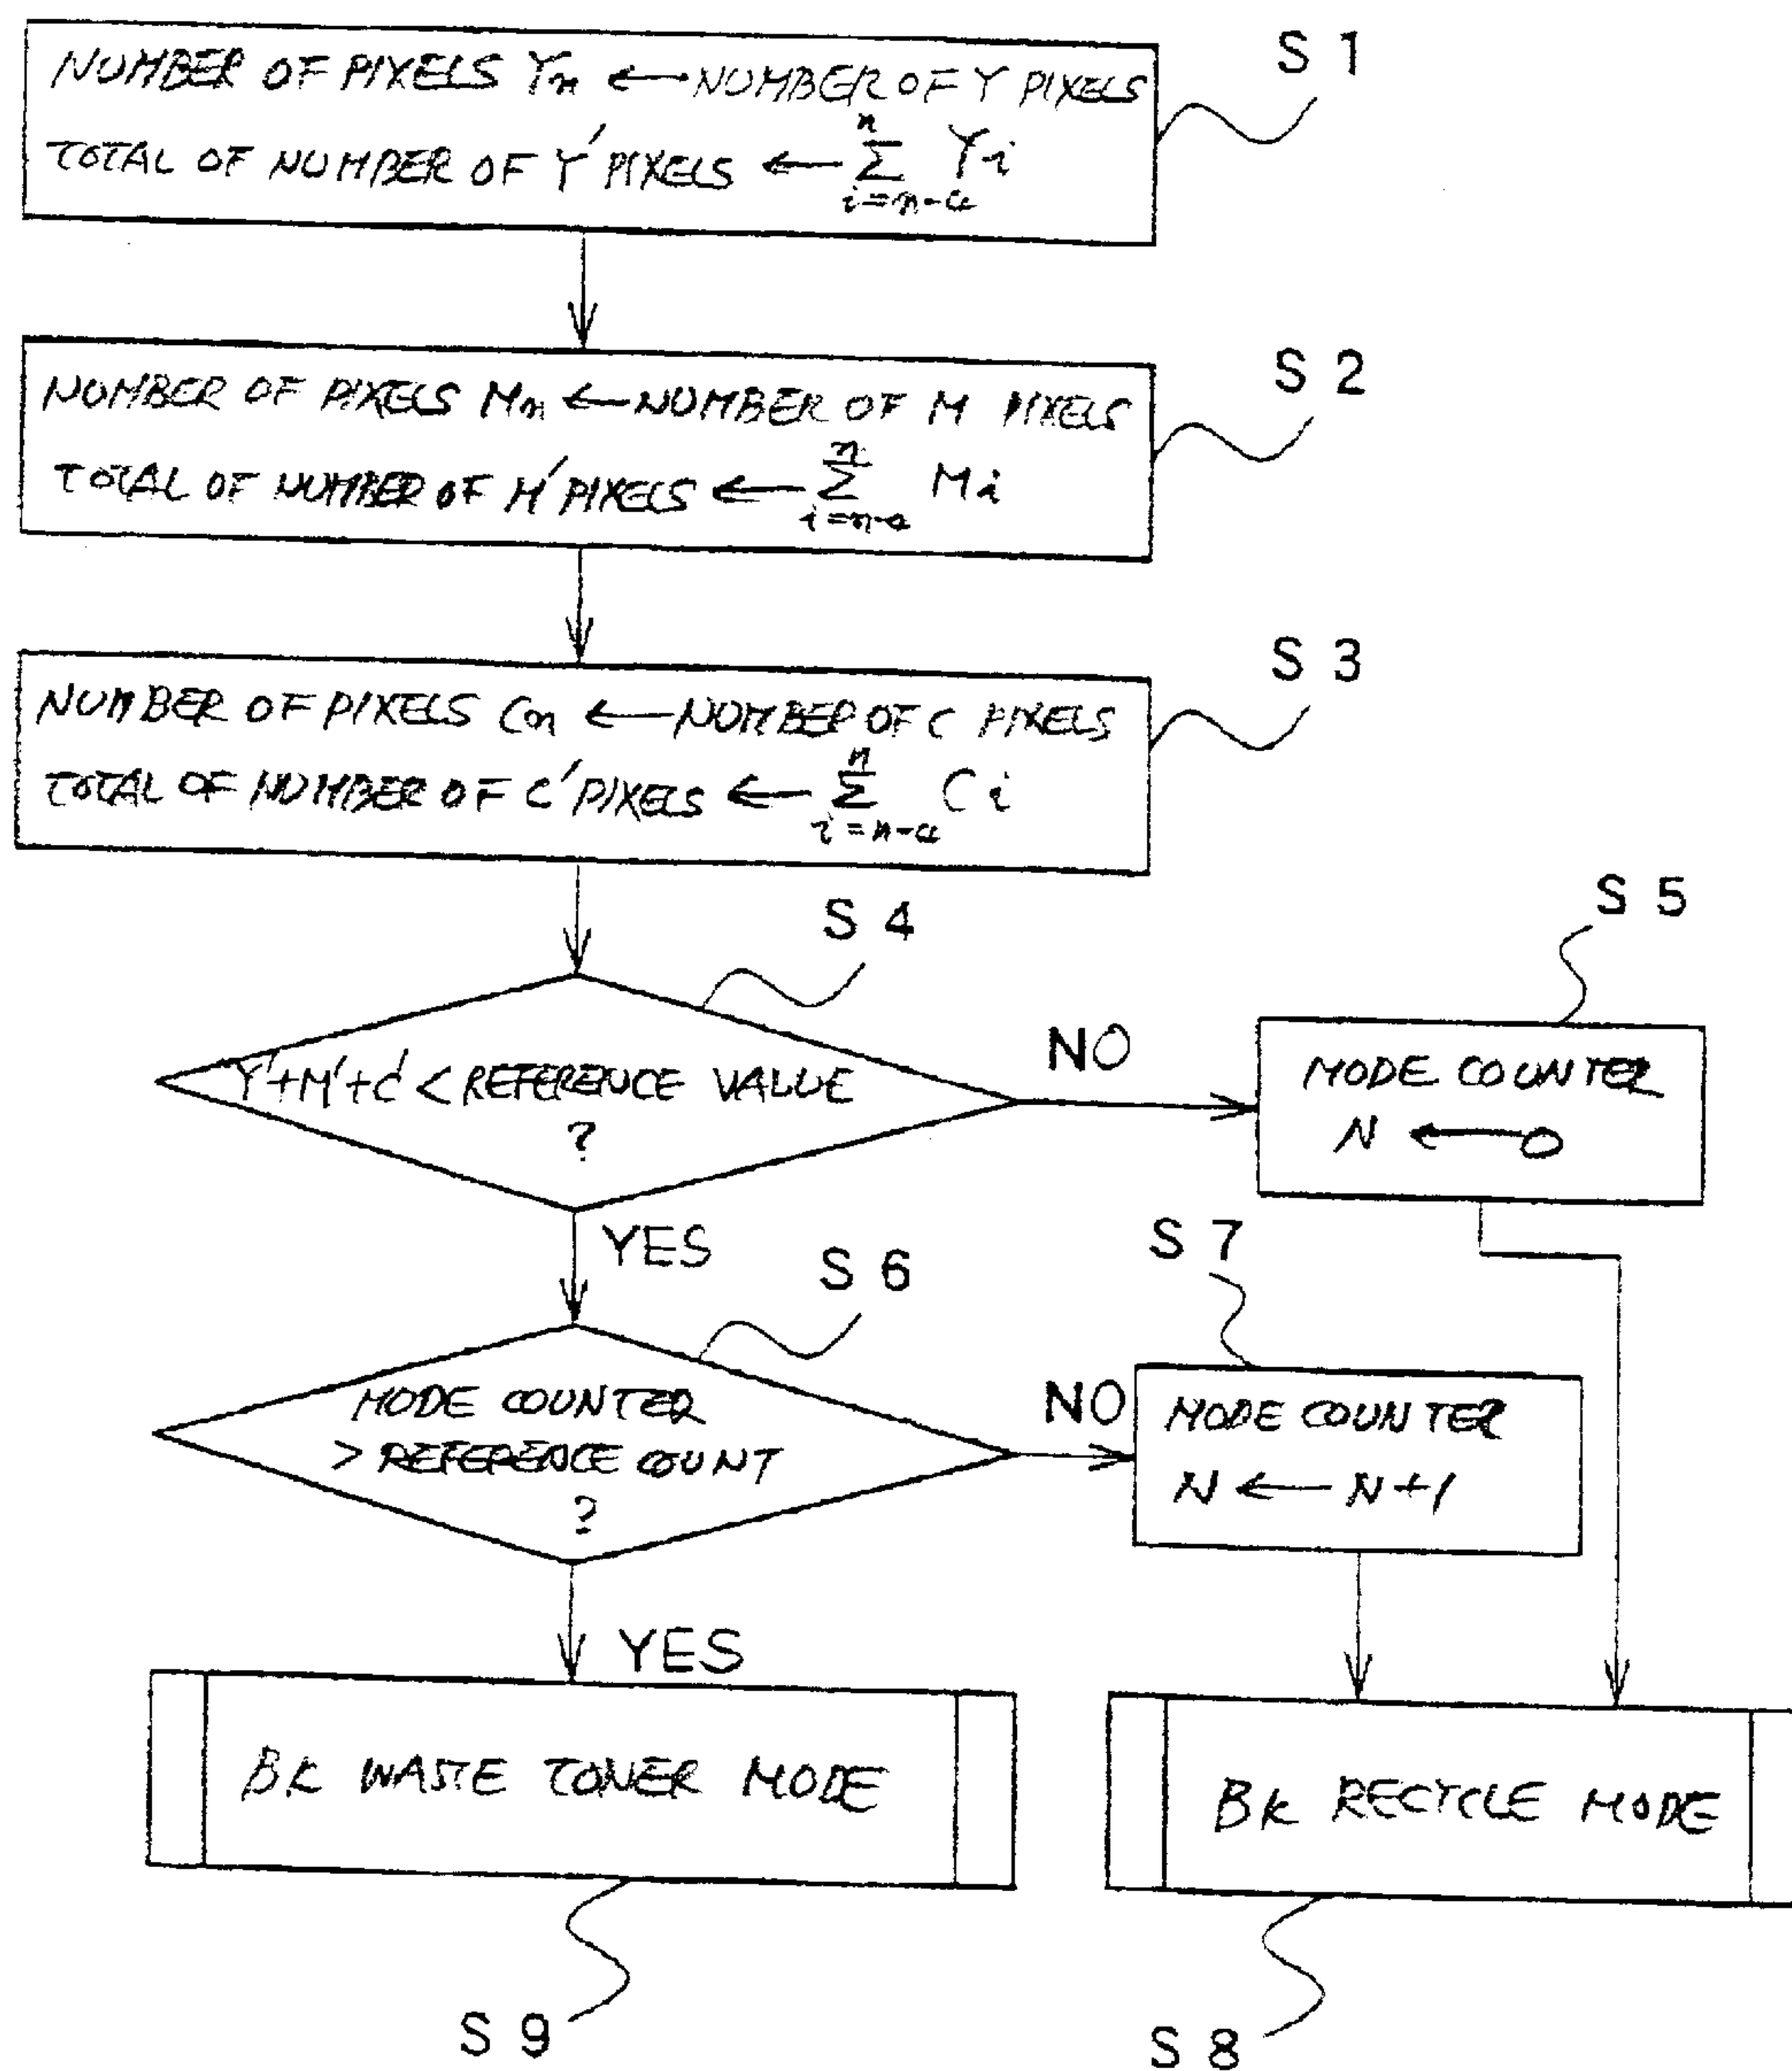 S 1
NUMBER OF PIXELS Yn ← NUMBER OF Y PIXELS
TOTAL OF NUMBER OF Y' PIXELS ← Σ Yi
n
i=n-a
S 2
NUMBER OF PIXELS Mn ← NUMBER OF M PIXELS
TOTAL OF NUMBER OF M' PIXELS ← Σ Mi
n
i=n-a
S 3
NUMBER OF PIXELS Cn ← NUMBER OF C PIXELS
TOTAL OF NUMBER OF C' PIXELS ← Σ Ci
n
i=n-a
S 4
Y'+M'+C' < REFERENCE VALUE
?
NO
YES
S 5
MODE COUNTER
N ← 0
S 6
MODE COUNTER
> REFERENCE COUNT
?
NO
YES
S 7
MODE COUNTER
N ← N+1
BK WASTE TONER MODE
S 9
BK RECYCLE MODE
S 8